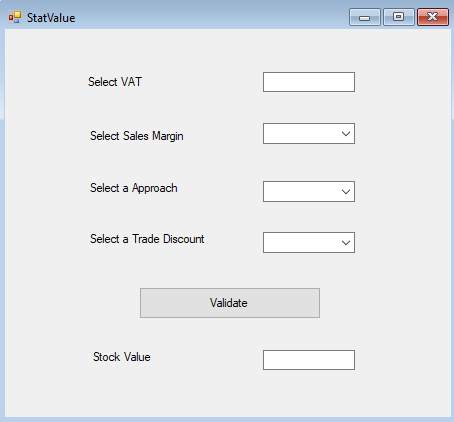 StatValue
Select VAT
Select Sales Margin
Select a Approach
Select a Trade Discount
Validate
Stock Value